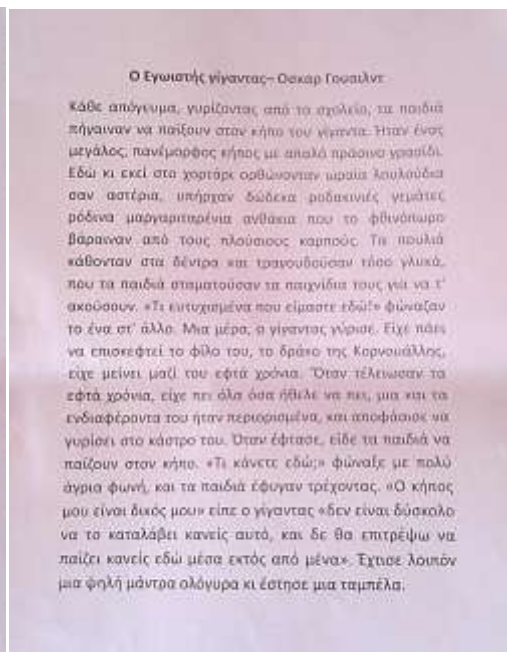 Ο Εγωιστής γίγαντας– Οσκαρ Γουαιλντ
Κάθε απόγευμα, γυρίζοντας από το σχολείο, τα παιδιά
πήγαιναν να παίξουν στον κήπο του γίγαντα. Ήταν ένας
μεγάλος, πανέμορφος κήπος με απαλό πράσινο γρασίδι.
Εδώ κι εκεί στο χορτάρι ορθώνονταν ωραία λουλούδια
σαν αστέρια, υπήρχαν δώδεκα ροδακινιές γεμάτες
ρόδινα μαργαριταρένια ανθάκια που το φθινόπωρο
βάραιναν από τους πλούσιους καρπούς. Τα πουλιά
κάθονταν στα δέντρα και τραγουδούσαν τόσο γλυκά,
που τα παιδιά σταματούσαν τα παιχνίδια τους για να τ'
ακούσουν. «Τι ευτυχισμένα που είμαστε εδώ!» φώναζαν
το ένα στ' άλλο. Μια μέρα, ο γίγαντας γύρισε. Είχε πάει
να επισκεφτεί το φίλο του, το δράκο της Κορνουάλλης,
είχε μείνει μαζί του εφτά χρόνια. Όταν τέλειωσαν τα
εφτά χρόνια, είχε πει όλα όσα ήθελε να πει, μια και τα
ενδιαφέροντα του ήταν περιορισμένα, και αποφάσισε να
γυρίσει στο κάστρο του. Όταν έφτασε, είδε τα παιδιά να
παίζουν στον κήπο. «Τι κάνετε εδώ;» φώναξε με πολύ
άγρια φωνή, και τα παιδιά έφυγαν τρέχοντας. «Ο κήπος
μου είναι δικός μου» είπε ο γίγαντας «δεν είναι δύσκολο
να το καταλάβει κανείς αυτό, και δε θα επιτρέψω να
παίζει κανείς εδώ μέσα εκτός από μένα». Έχτισε λοιπόν
μια ψηλή μάντρα ολόγυρα κι έστησε μια ταμπέλα.